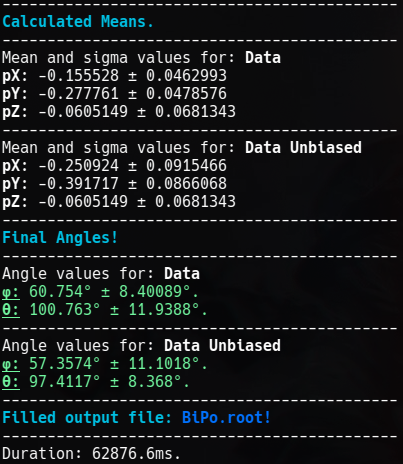 --------------------------------------------
Calculated Means.
--------------------------------------------
Mean and sigma values for: Data
pX: -0.155528 ± 0.0462993
pY: -0.277761 ± 0.0478576
pZ: -0.0605149 ± 0.0681343
--------------------------------------------
Mean and sigma values for: Data Unbiased
pX: -0.250924 ± 0.0915466
pY: -0.391717 ± 0.0866068
pZ: -0.0605149 ± 0.0681343
--------------------------------------------
Final Angles!
--------------------------------------------
Angle values for: Data
φ: 60.754° ± 8.40089°.
θ: 100.763° ± 11.9388°.
--------------------------------------------
Angle values for: Data Unbiased
φ: 57.3574° ± 11.1018°.
θ: 97.4117° ± 8.368°.
--------------------------------------------
Filled output file: BiPo.root!
--------------------------------------------
Duration: 62876.6ms.